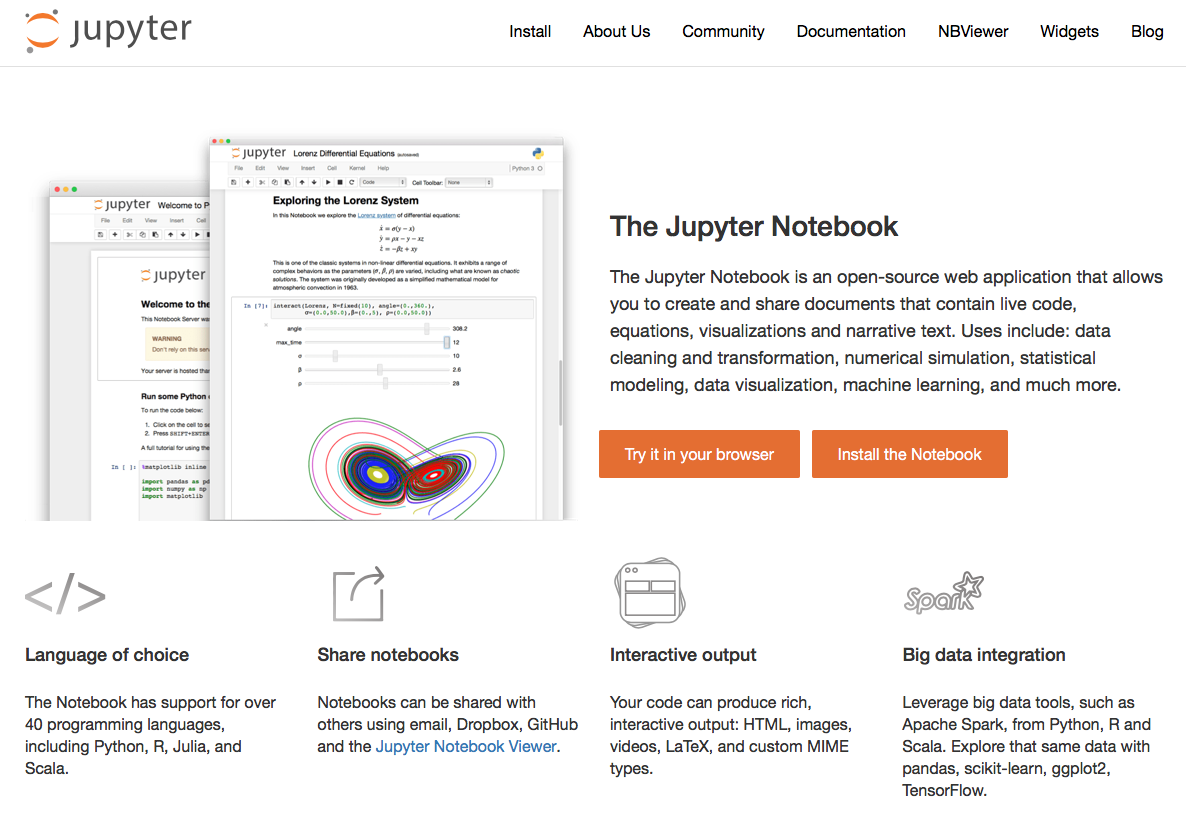 jupyter
Install About Us Community Documentation NBViewer Widgets Blog
jupyter Welcome to P
File Edit View Insert Cell
jupyter
Welcome to the
This Notebook Server was
WARNING
Don't rely on this serv
Your server is hosted than
Run some Python
To run the code below:
1. Click on the cell to se
2. Press SHIFT+ENTER
A full tutorial for using the
In [ ]: %matplotlib inline
import pandas as pd
import numpy as np
import matplotlib
jupyter Lorenz Differential Equations (autosaved)
File Edit View Insert Cell Kernel Help Python 3
Code Cell Toolbar: None
Exploring the Lorenz System
In this Notebook we explore the Lorenz system of differential equations:
ẋ = σ(y − x)
ẏ = ρx − y − xz
ż = −βz + xy
This is one of the classic systems in non-linear differential equations. It exhibits a range of
complex behaviors as the parameters (σ, β, ρ) are varied, including what are known as chaotic
solutions. The system was originally developed as a simplified mathematical model for
atmospheric convection in 1963.
In [7]: interact(Lorenz, N=fixed(10), angle=(0.,360.),
σ=(0.0,50.0),β=(0.,5), ρ=(0.0,50.0))
angle 308.2
max_time 12
σ 10
β 2.6
ρ 28
The Jupyter Notebook
The Jupyter Notebook is an open-source web application that allows
you to create and share documents that contain live code,
equations, visualizations and narrative text. Uses include: data
cleaning and transformation, numerical simulation, statistical
modeling, data visualization, machine learning, and much more.
Try it in your browser Install the Notebook
Spark
Language of choice
The Notebook has support for over
40 programming languages,
including Python, R, Julia, and
Scala.
Share notebooks
Notebooks can be shared with
others using email, Dropbox, GitHub
and the Jupyter Notebook Viewer.
Interactive output
Your code can produce rich,
interactive output: HTML, images,
videos, LaTeX, and custom MIME
types.
Big data integration
Leverage big data tools, such as
Apache Spark, from Python, R and
Scala. Explore that same data with
pandas, scikit-learn, ggplot2,
TensorFlow.